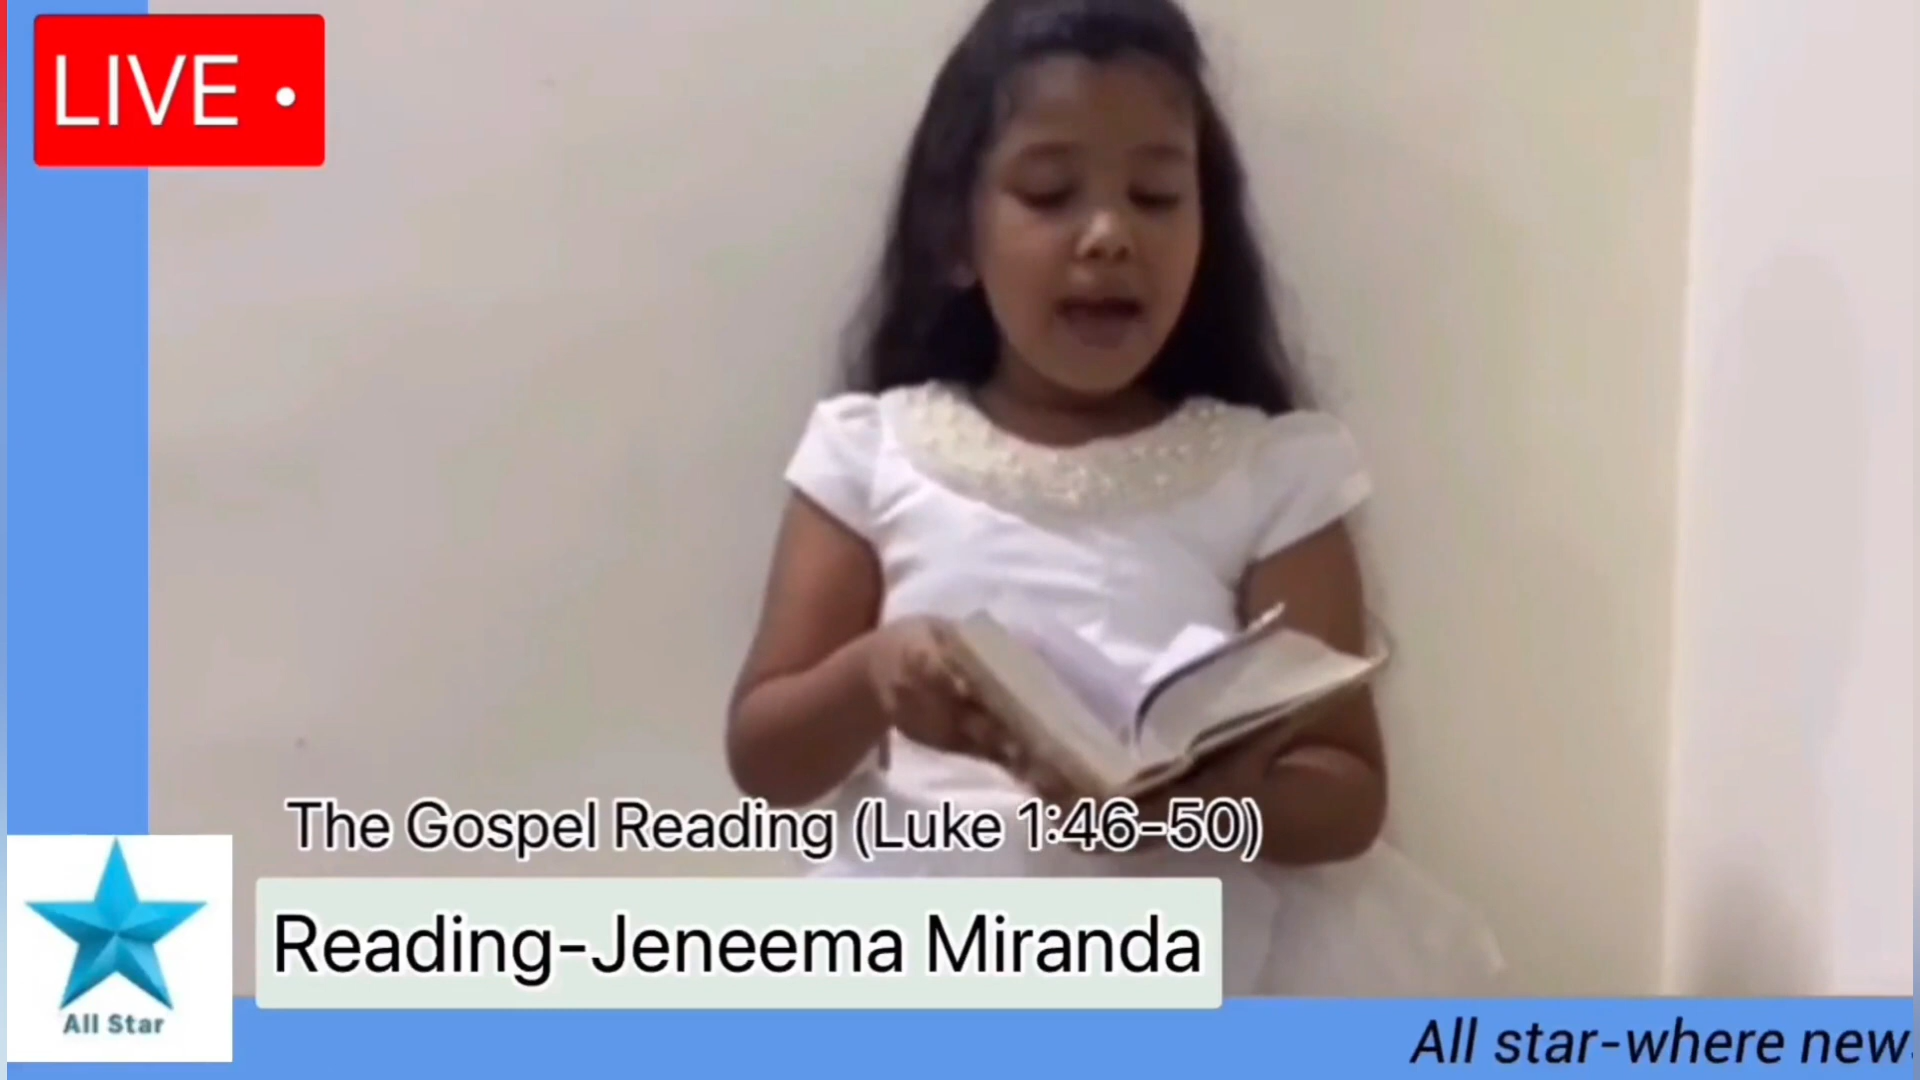 LIVE •
The Gospel Reading (Luke 1:46-50)
Reading-Jeneema Miranda
All Star
All star-where new